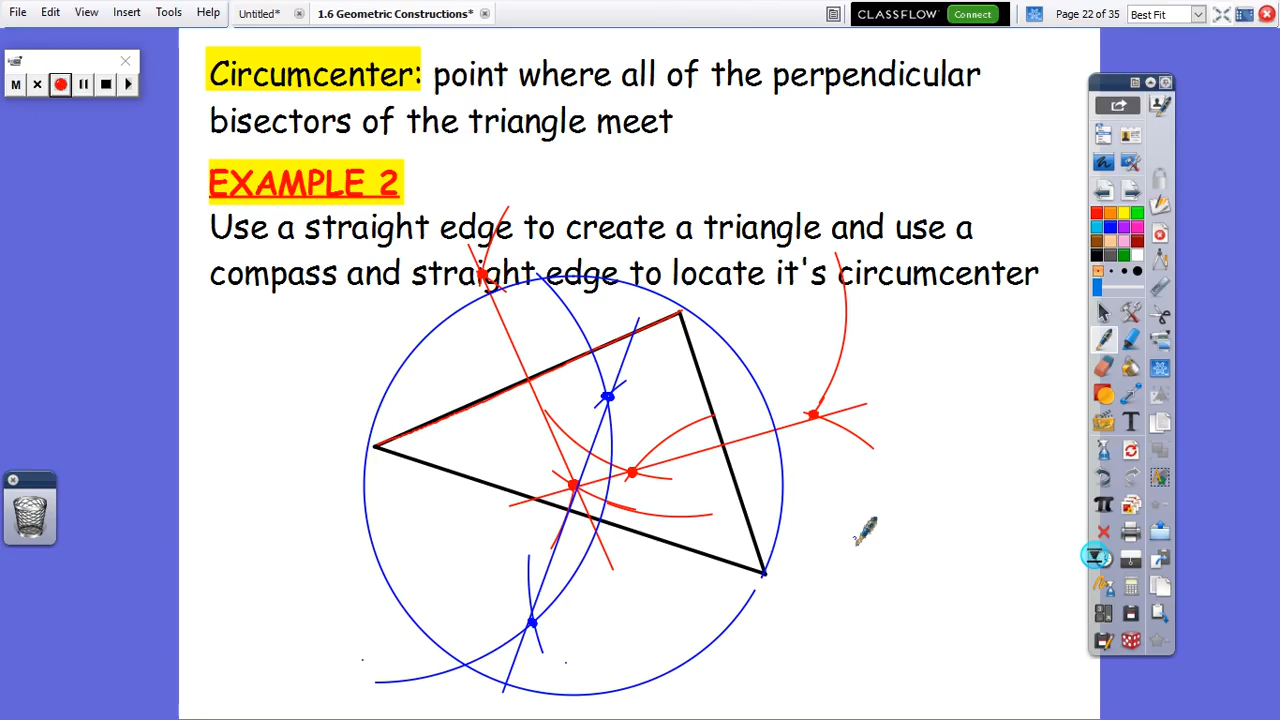 File Edit View Insert Tools Help
Untitled*
1.6 Geometric Constructions*
CLASSFLOW Connect
Page 22 of 35
Best Fit
M
Circumcenter: point where all of the perpendicular
bisectors of the triangle meet
EXAMPLE 2
Use a straight edge to create a triangle and use a
compass and straight edge to locate it's circumcenter
T